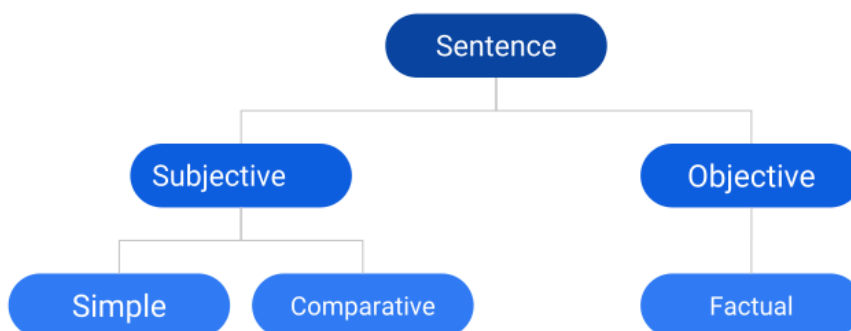 Sentence
Subjective
Objective
Simple
Comparative
Factual